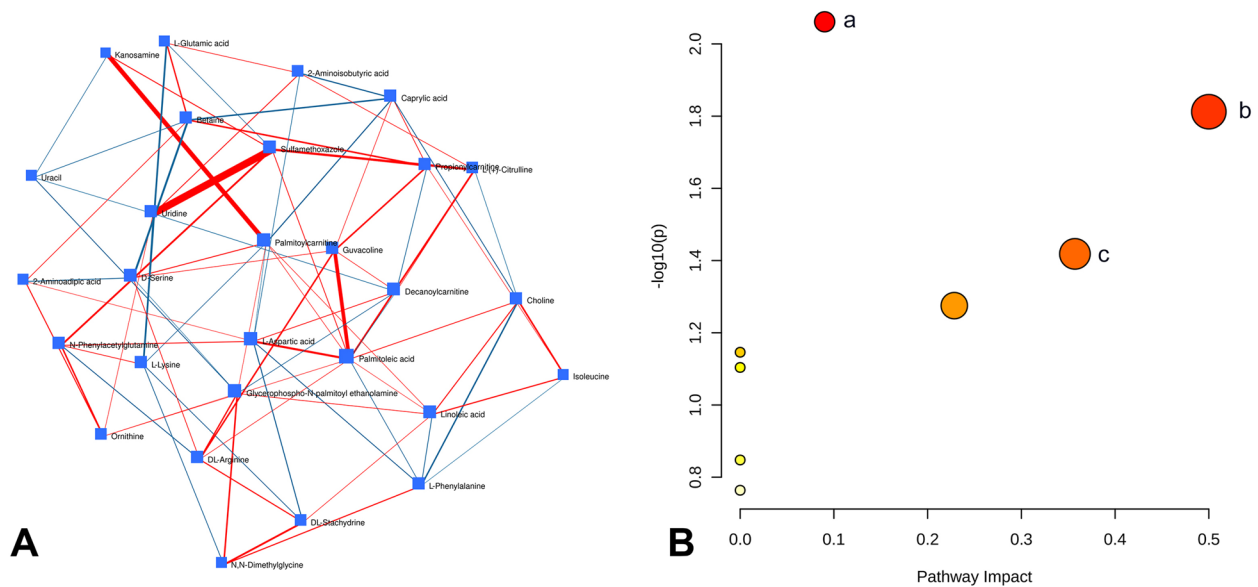 L-Glutamic acid
Kanosamine
2-Aminoisobutyric acid
Caprylic acid
Betaine
Sulfamethoxazole
Propionylcarnitine
L-(+)-Citrulline
Uracil
Uridine
Palmitoylcarnitine
Guvacoline
2-Aminoadipic acid
D-Serine
Decanoylcarnitine
Choline
N-Phenylacetylglutamine
L-Aspartic acid
L-Lysine
Palmitoleic acid
Isoleucine
Glycerophospho-N-palmitoyl ethanolamine
Linoleic acid
Ornithine
DL-Arginine
L-Phenylalanine
DL-Stachydrine
N,N-Dimethylglycine
A
a
b
c
2.0
1.8
1.6
1.4
1.2
1.0
0.8
-log10(p)
0.0 0.1 0.2 0.3 0.4 0.5
Pathway Impact
B